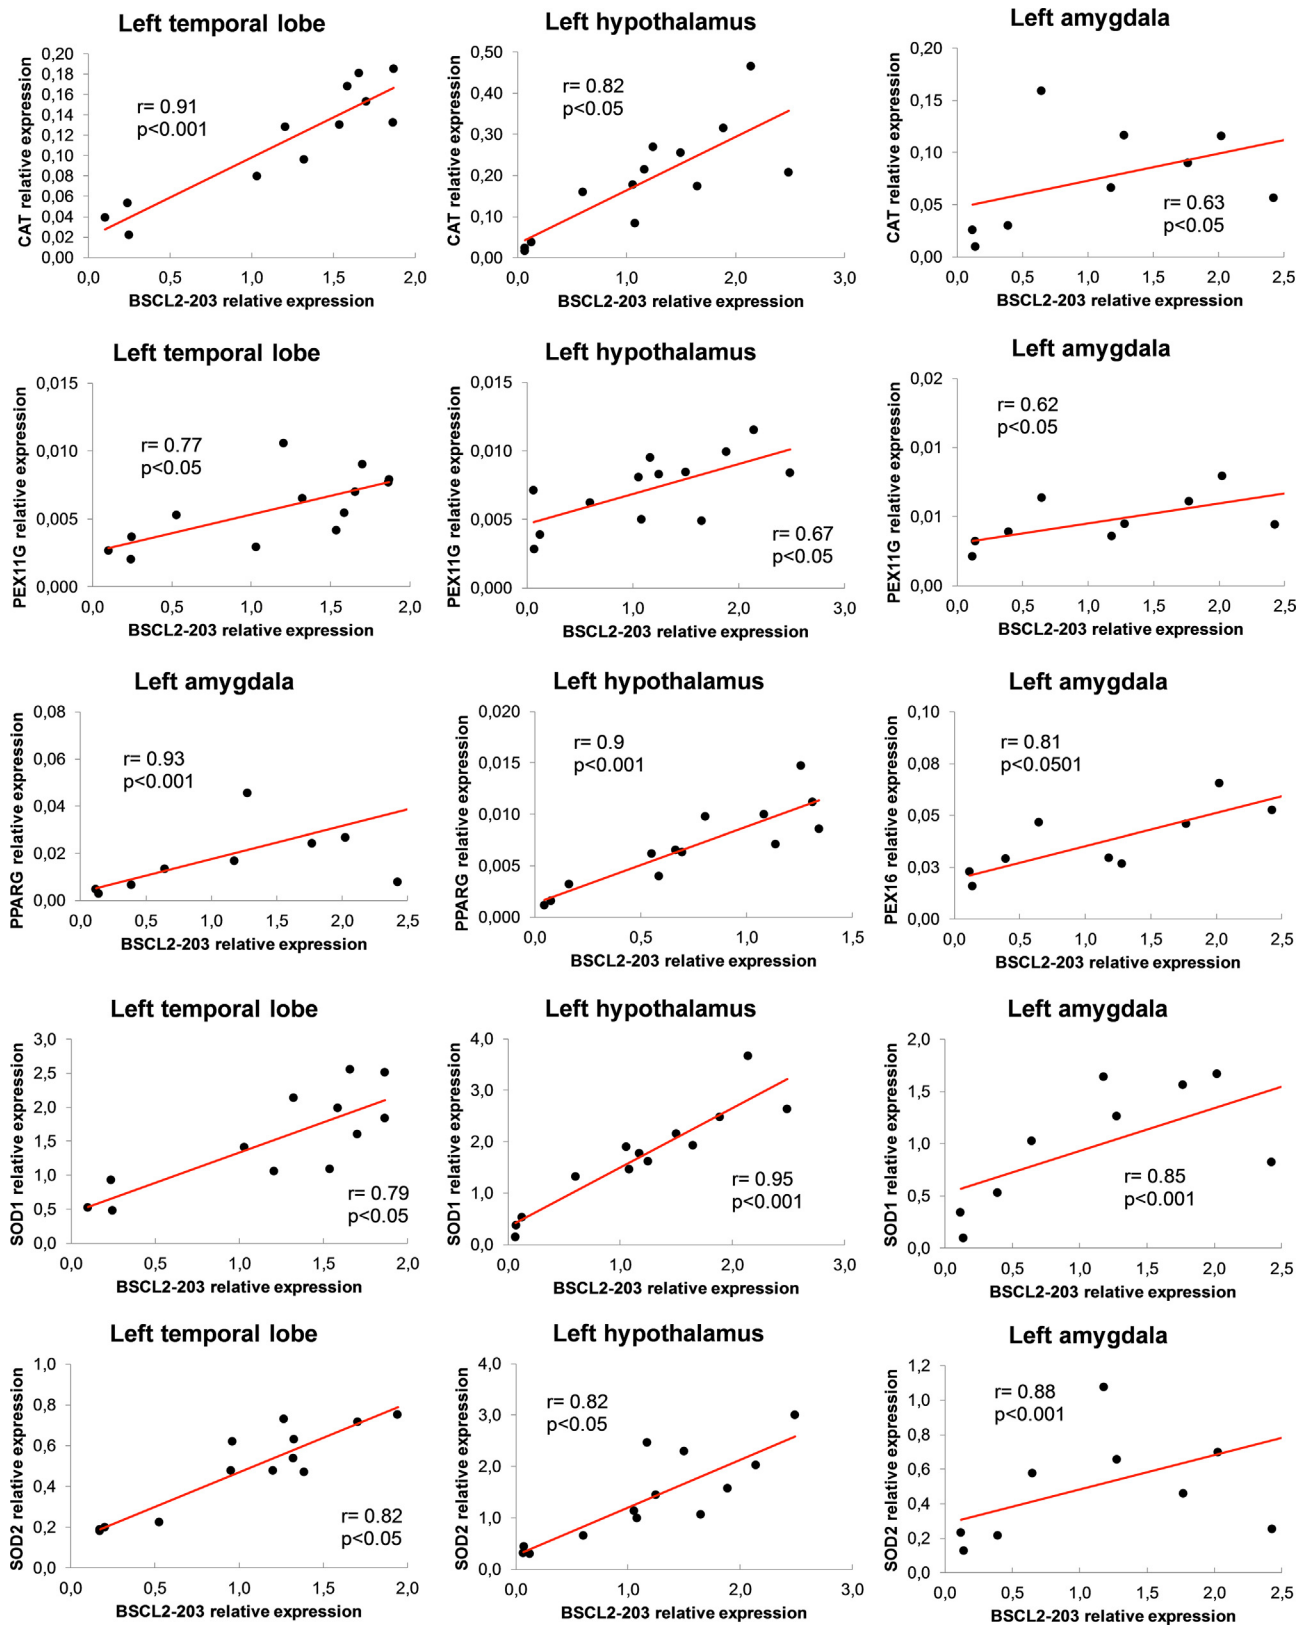 Left temporal lobe
CAT relative expression
0,20
0,18
0,16
0,14
0,12
0,10
0,08
0,06
0,04
0,02
0,00
r= 0.91
p<0.001
0,0
0,5
1,0
1,5
2,0
BSCL2-203 relative expression
Left hypothalamus
CAT relative expression
0,50
0,40
0,30
0,20
0,10
0,00
r= 0.82
p<0.05
0,0
1,0
2,0
3,0
BSCL2-203 relative expression
Left amygdala
CAT relative expression
0,20
0,15
0,10
0,05
0,00
r= 0.63
p<0.05
0,0
0,5
1,0
1,5
2,0
2,5
BSCL2-203 relative expression
Left temporal lobe
PEX11G relative expression
0,015
0,010
0,005
0,000
r= 0.77
p<0.05
0,0
0,5
1,0
1,5
2,0
BSCL2-203 relative expression
Left hypothalamus
PEX11G relative expression
0,015
0,010
0,005
0,000
r= 0.67
p<0.05
0,0
1,0
2,0
3,0
BSCL2-203 relative expression
Left amygdala
PEX11G relative expression
0,02
0,01
0,01
0,00
r= 0.62
p<0.05
0,0
0,5
1,0
1,5
2,0
2,5
BSCL2-203 relative expression
Left amygdala
PPARG relative expression
0,08
0,06
0,04
0,02
0,00
r= 0.93
p<0.001
0,0
0,5
1,0
1,5
2,0
2,5
BSCL2-203 relative expression
Left hypothalamus
PPARG relative expression
0,020
0,015
0,010
0,005
0,000
r= 0.9
p<0.001
0,0
0,5
1,0
1,5
BSCL2-203 relative expression
Left amygdala
PEX16 relative expression
0,10
0,08
0,05
0,03
0,00
r= 0.81
p<0.0501
0,0
0,5
1,0
1,5
2,0
2,5
BSCL2-203 relative expression
Left temporal lobe
SOD1 relative expression
3,0
2,5
2,0
1,5
1,0
0,5
0,0
r= 0.79
p<0.05
0,0
0,5
1,0
1,5
2,0
BSCL2-203 relative expression
Left hypothalamus
SOD1 relative expression
4,0
3,0
2,0
1,0
0,0
r= 0.95
p<0.001
0,0
1,0
2,0
3,0
BSCL2-203 relative expression
Left amygdala
SOD1 relative expression
2,0
1,5
1,0
0,5
0,0
r= 0.85
p<0.001
0,0
0,5
1,0
1,5
2,0
2,5
BSCL2-203 relative expression
Left temporal lobe
SOD2 relative expression
1,0
0,8
0,6
0,4
0,2
0,0
r= 0.82
p<0.05
0,0
0,5
1,0
1,5
2,0
BSCL2-203 relative expression
Left hypothalamus
SOD2 relative expression
4,0
3,0
2,0
1,0
0,0
r= 0.82
p<0.05
0,0
1,0
2,0
3,0
BSCL2-203 relative expression
Left amygdala
SOD2 relative expression
1,2
1,0
0,8
0,6
0,4
0,2
0,0
r= 0.88
p<0.001
0,0
0,5
1,0
1,5
2,0
2,5
BSCL2-203 relative expression